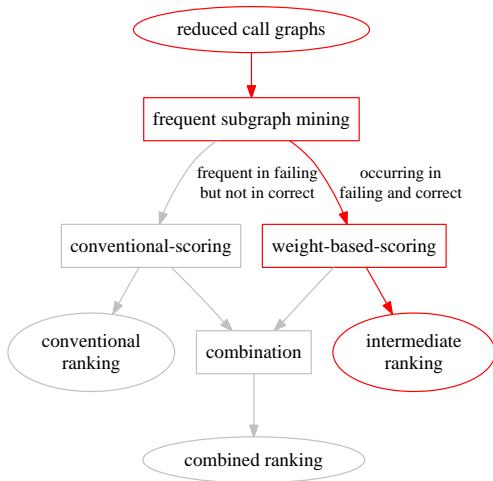 reduced call graphs
frequent subgraph mining
frequent in failing
but not in correct
occurring in
failing and correct
conventional-scoring
weight-based-scoring
conventional
ranking
combination
intermediate
ranking
combined ranking